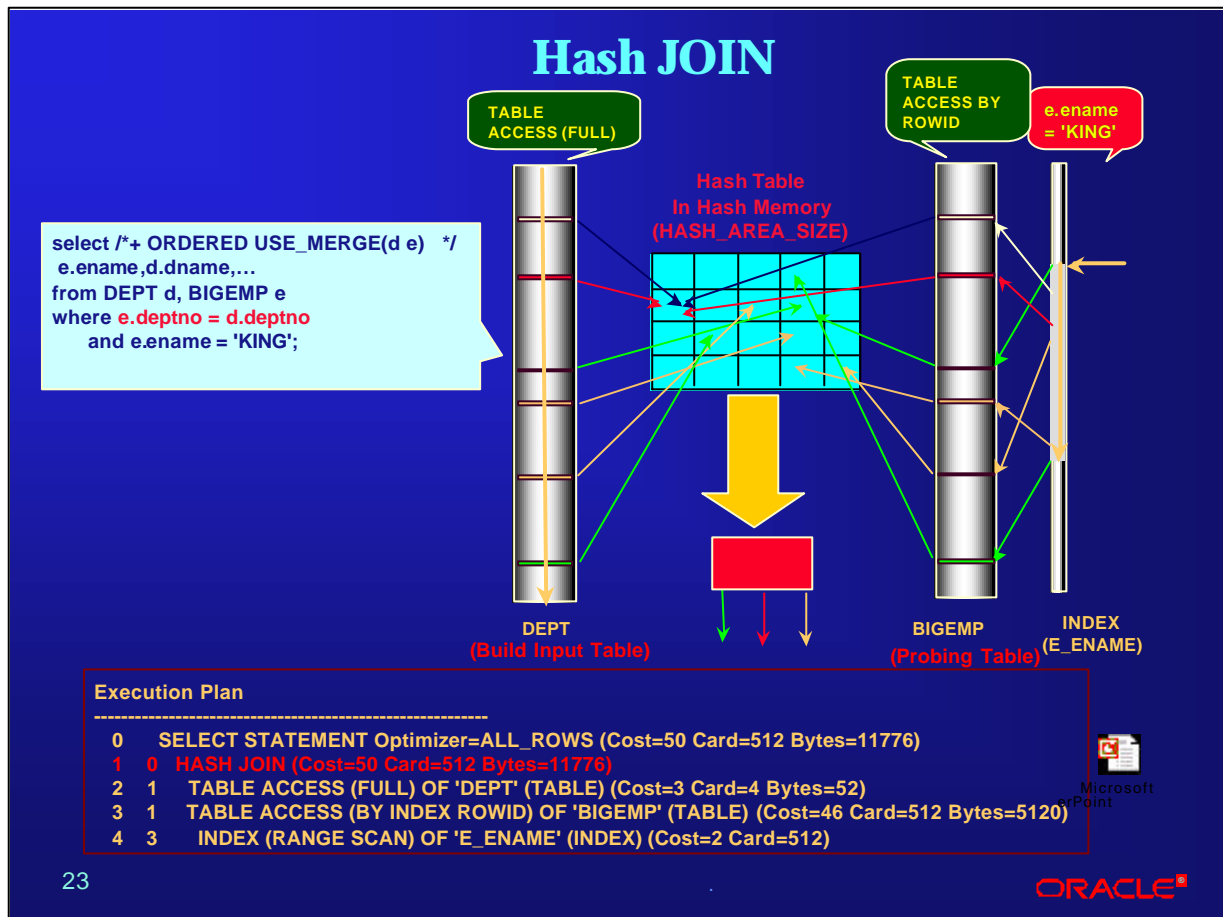 Hash JOIN
TABLE
ACCESS (FULL)
TABLE
ACCESS BY
ROWID
e.ename
= 'KING'
Hash Table
In Hash Memory
(HASH_AREA_SIZE)
select /*+ ORDERED USE_MERGE(d e) */
e.ename,d.dname,…
from DEPT d, BIGEMP e
where e.deptno = d.deptno
and e.ename = 'KING';
DEPT
(Build Input Table)
BIGEMP
(Probing Table)
INDEX
(E_ENAME)
Execution Plan
----------------------------------------------------------
0 SELECT STATEMENT Optimizer=ALL_ROWS (Cost=50 Card=512 Bytes=11776)
1 0 HASH JOIN (Cost=50 Card=512 Bytes=11776)
2 1 TABLE ACCESS (FULL) OF 'DEPT' (TABLE) (Cost=3 Card=4 Bytes=52)
3 1 TABLE ACCESS (BY INDEX ROWID) OF 'BIGEMP' (TABLE) (Cost=46 Card=512 Bytes=5120)
4 3 INDEX (RANGE SCAN) OF 'E_ENAME' (INDEX) (Cost=2 Card=512)
Microsoft
erPoint
23
.
ORACLE®